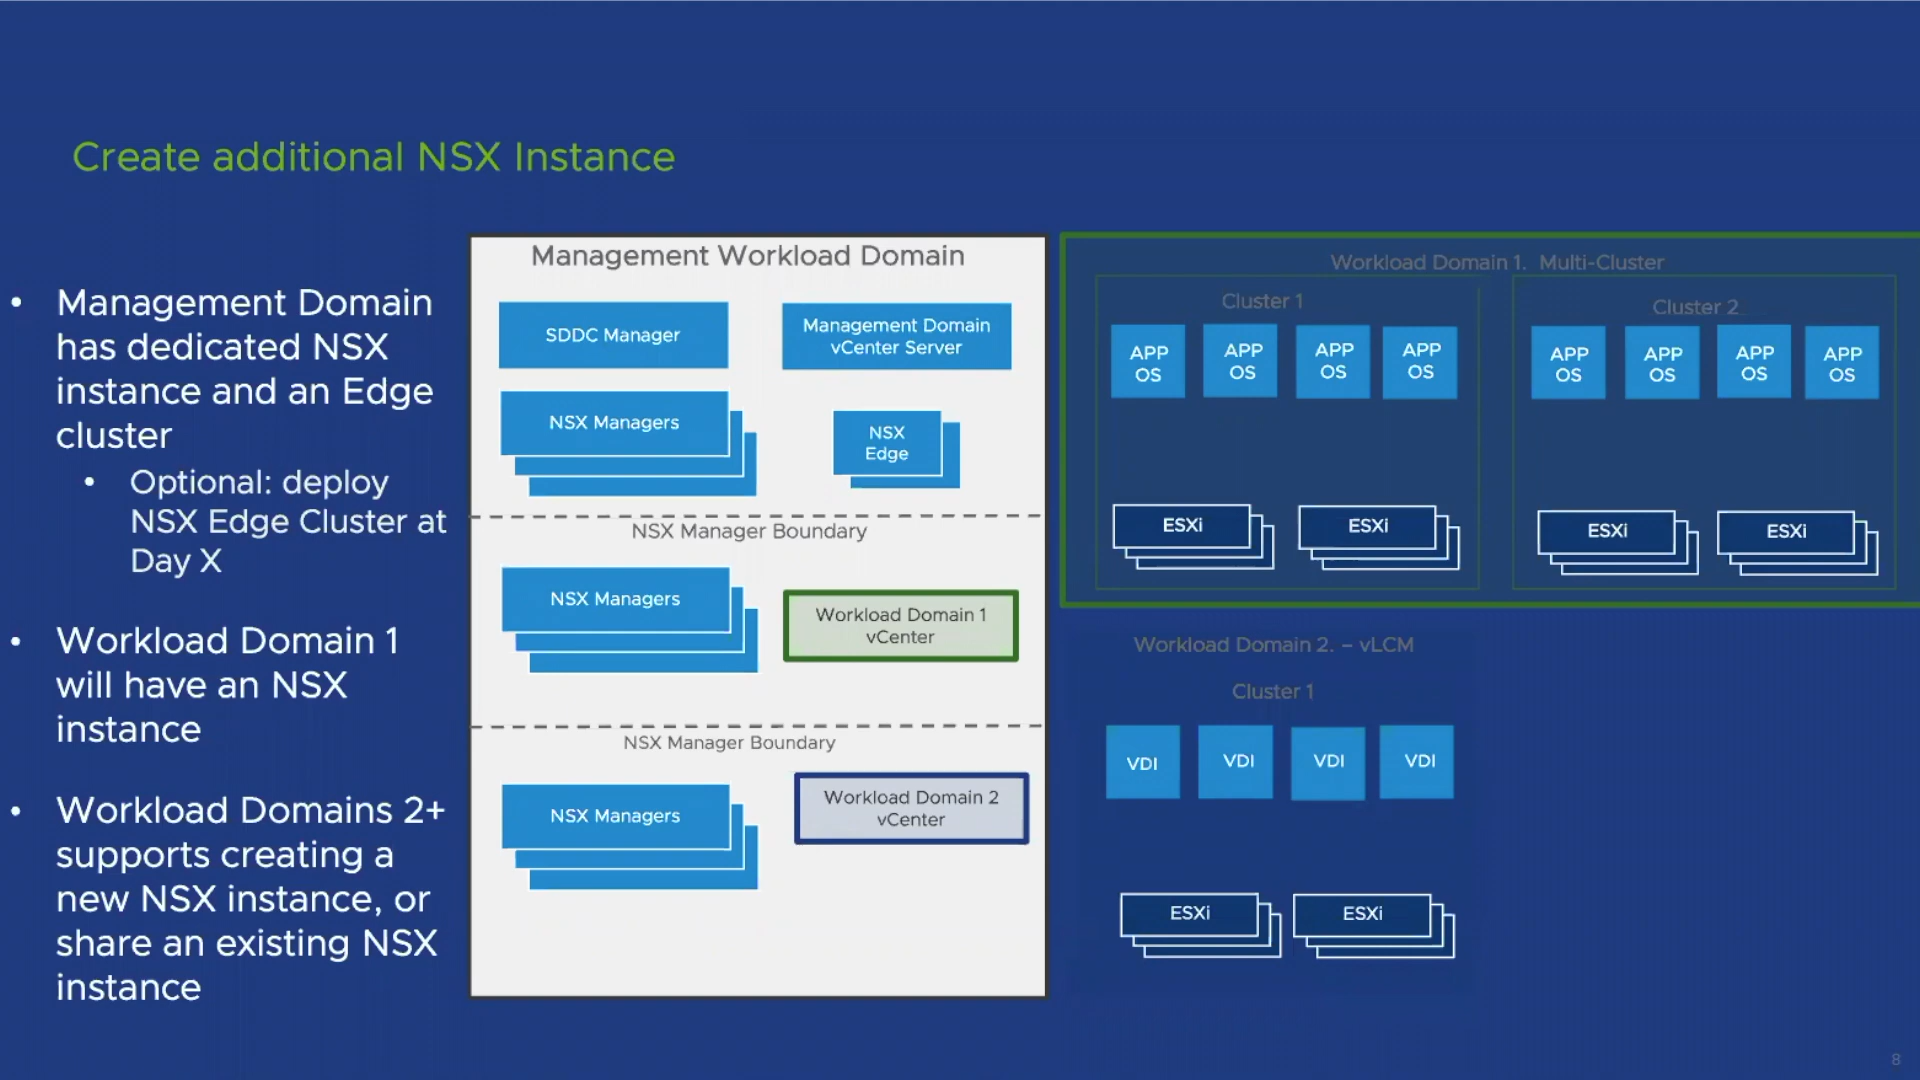 Create additional NSX Instance
• Management Domain
has dedicated NSX
instance and an Edge
cluster
• Optional: deploy
NSX Edge Cluster at
Day X
• Workload Domain 1
will have an NSX
instance
• Workload Domains 2+
supports creating a
new NSX instance, or
share an existing NSX
instance
Management Workload Domain
SDDC Manager
Management Domain
vCenter Server
NSX Managers
NSX
Edge
NSX Manager Boundary
NSX Managers
Workload Domain 1
vCenter
NSX Manager Boundary
NSX Managers
Workload Domain 2
vCenter
Workload Domain 1. Multi-Cluster
Cluster 1
APP
OS
APP
OS
APP
OS
APP
OS
ESXi
ESXi
Cluster 2
APP
OS
APP
OS
APP
OS
APP
OS
ESXi
ESXi
Workload Domain 2. – vLCM
Cluster 1
VDI
VDI
VDI
VDI
ESXi
ESXi
8